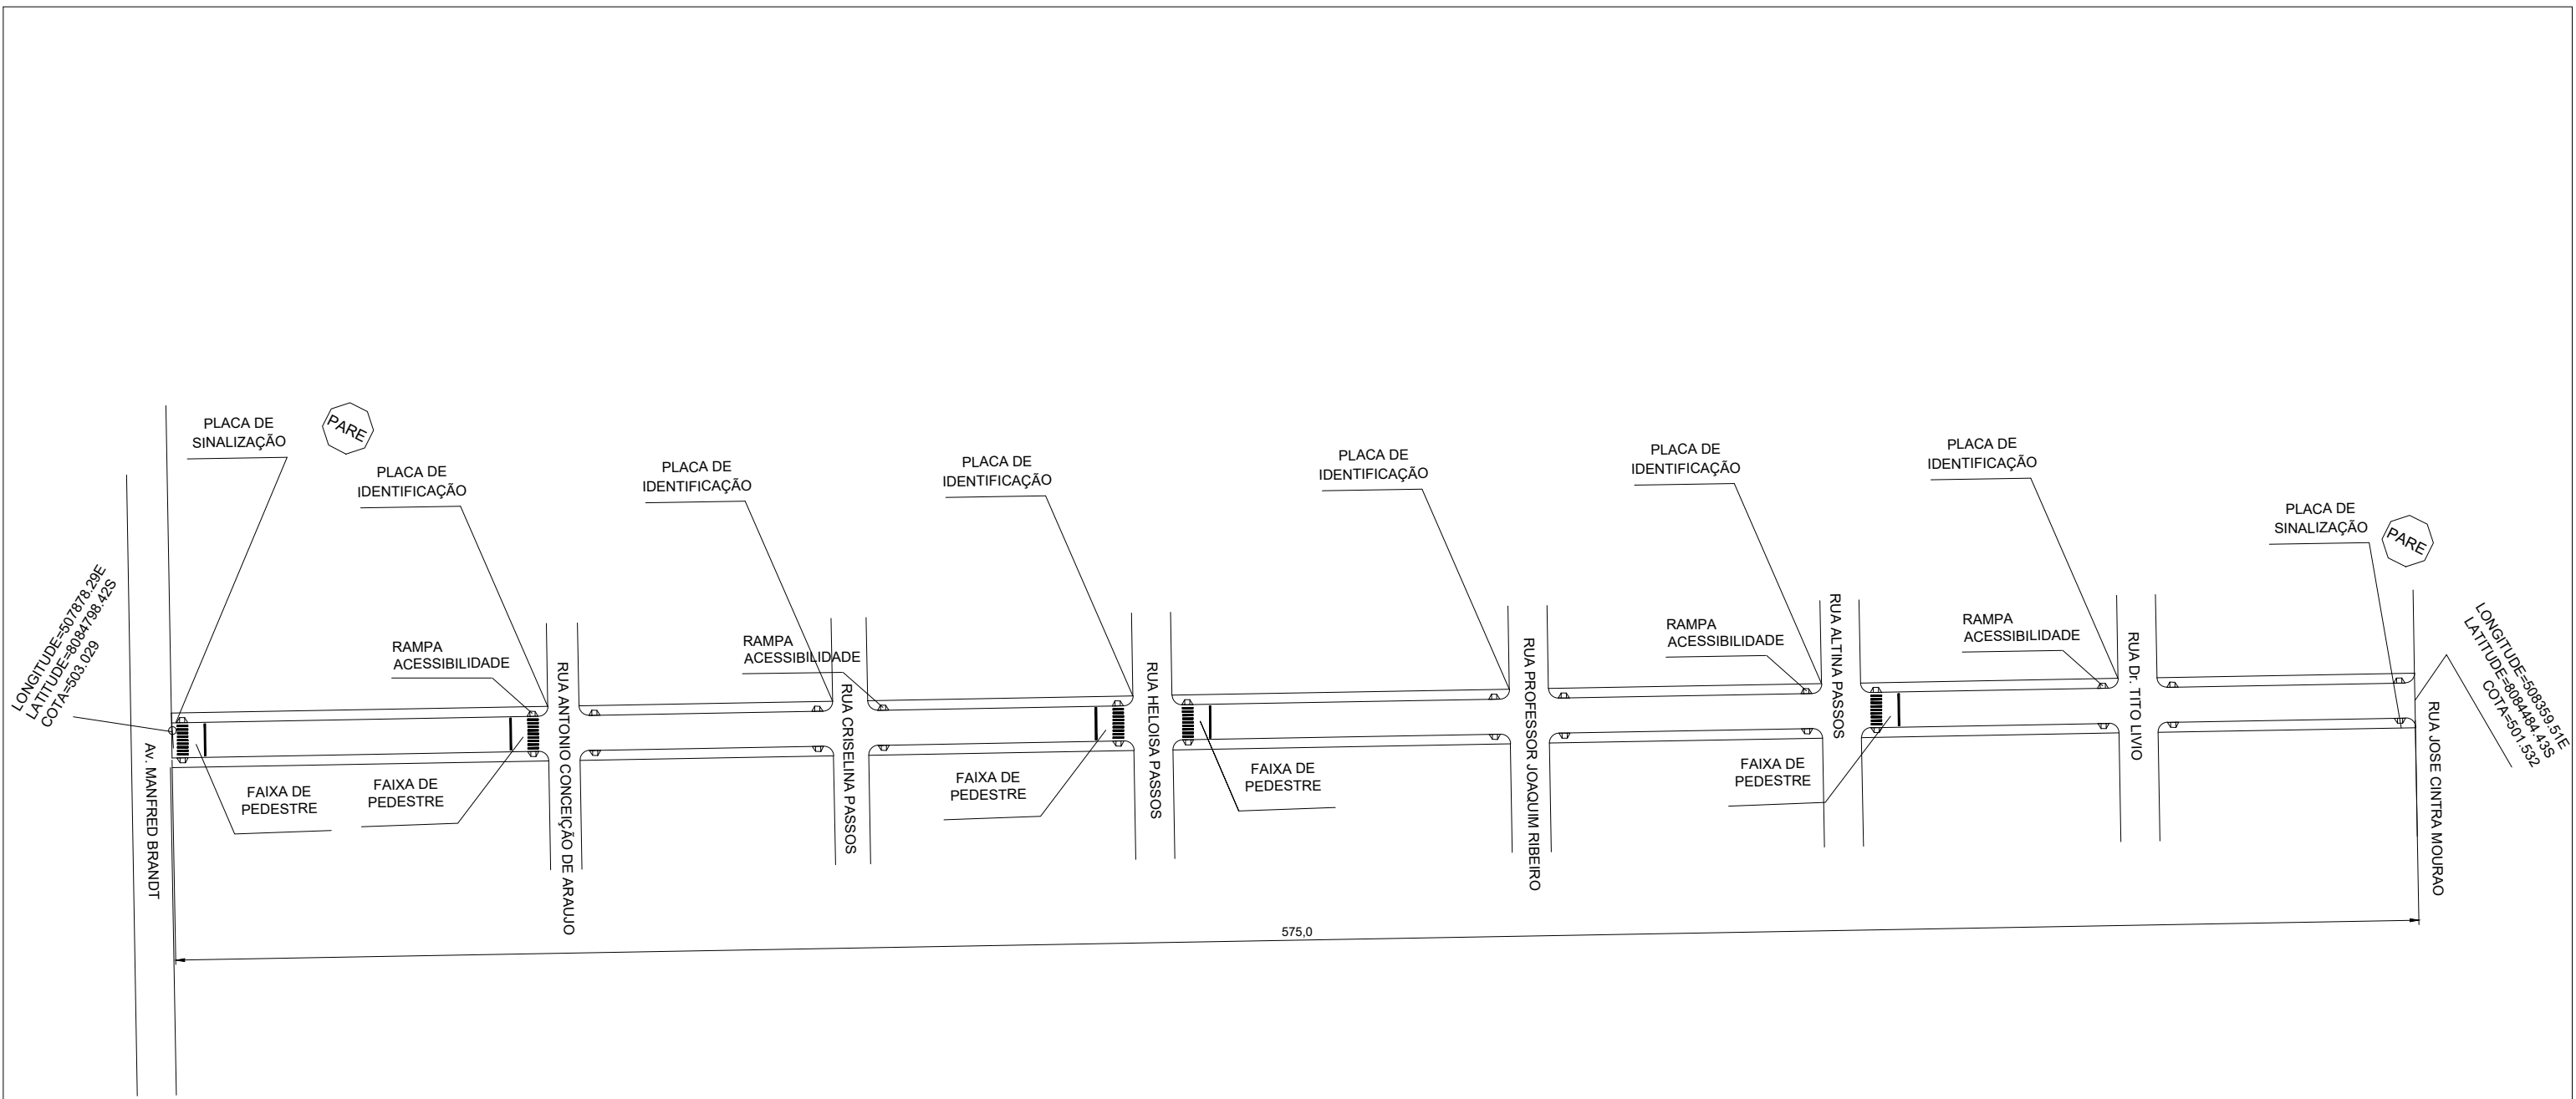 PLACA DE
SINALIZAÇÃO
PARE
PLACA DE
IDENTIFICAÇÃO
PLACA DE
IDENTIFICAÇÃO
PLACA DE
IDENTIFICAÇÃO
PLACA DE
IDENTIFICAÇÃO
PLACA DE
IDENTIFICAÇÃO
PLACA DE
IDENTIFICAÇÃO
PLACA DE
SINALIZAÇÃO
PARE
LONGITUDE=507878.29E
LATITUDE=8084798.42S
COTA=503.029
RAMPA
ACESSIBILIDADE
RAMPA
ACESSIBILIDADE
RAMPA
ACESSIBILIDADE
RAMPA
ACESSIBILIDADE
LONGITUDE=508359.51E
LATITUDE=8084484.43S
COTA=501.532
Av. MANFRED BRANDT
RUA ANTONIO CONCEIÇÃO DE ARAUJO
RUA CRISELINA PASSOS
RUA HELOISA PASSOS
RUA PROFESSOR JOAQUIM RIBEIRO
RUA ALTINA PASSOS
RUA Dr. TITO LIVIO
RUA JOSE CINTRA MOURAO
FAIXA DE
PEDESTRE
FAIXA DE
PEDESTRE
FAIXA DE
PEDESTRE
FAIXA DE
PEDESTRE
FAIXA DE
PEDESTRE
575,0